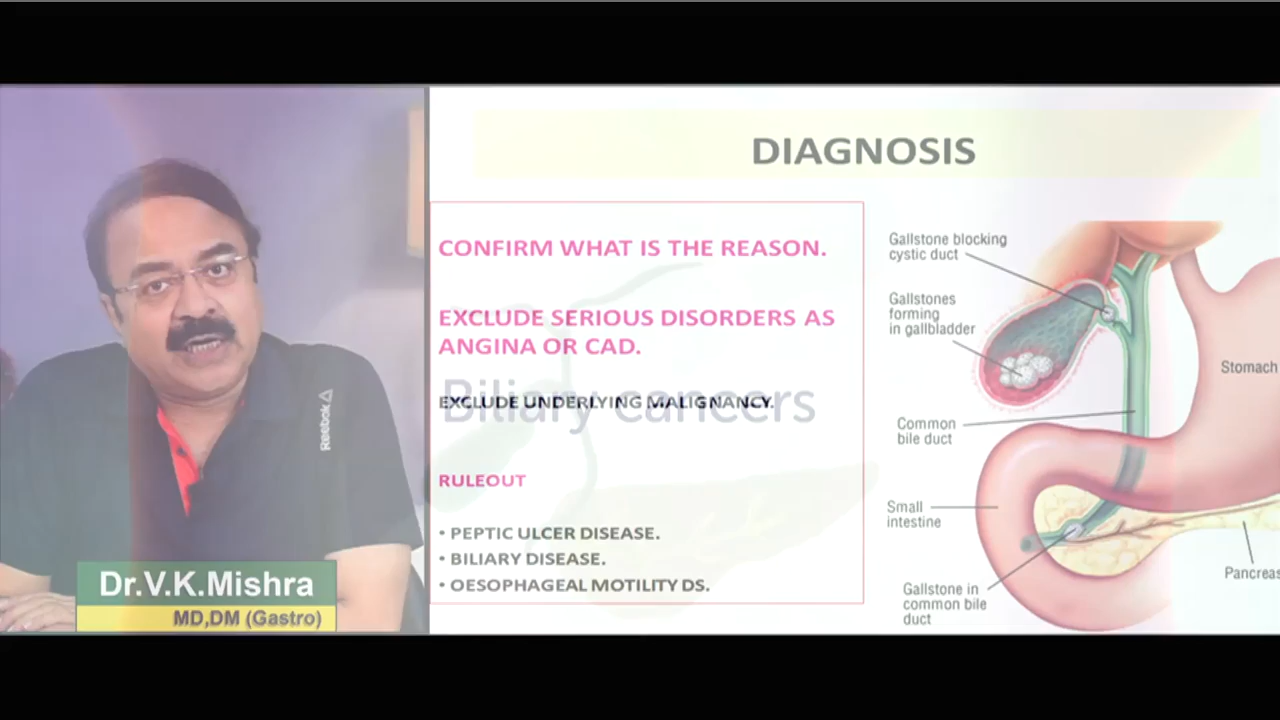 DIAGNOSIS
CONFIRM WHAT IS THE REASON.
EXCLUDE SERIOUS DISORDERS AS
ANGINA OR CAD.
EXCLUDE UNDERLYING MALIGNANCY.
Biliary cancers
RULEOUT
• PEPTIC ULCER DISEASE.
• BILIARY DISEASE.
• OESOPHAGEAL MOTILITY DS.
Gallstone blocking
cystic duct
Gallstones
forming
in gallbladder
Stomach
Common
bile duct
Small
intestine
Gallstone in
common bile
duct
Pancreas
Reebok
Dr.V.K.Mishra
MD,DM (Gastro)